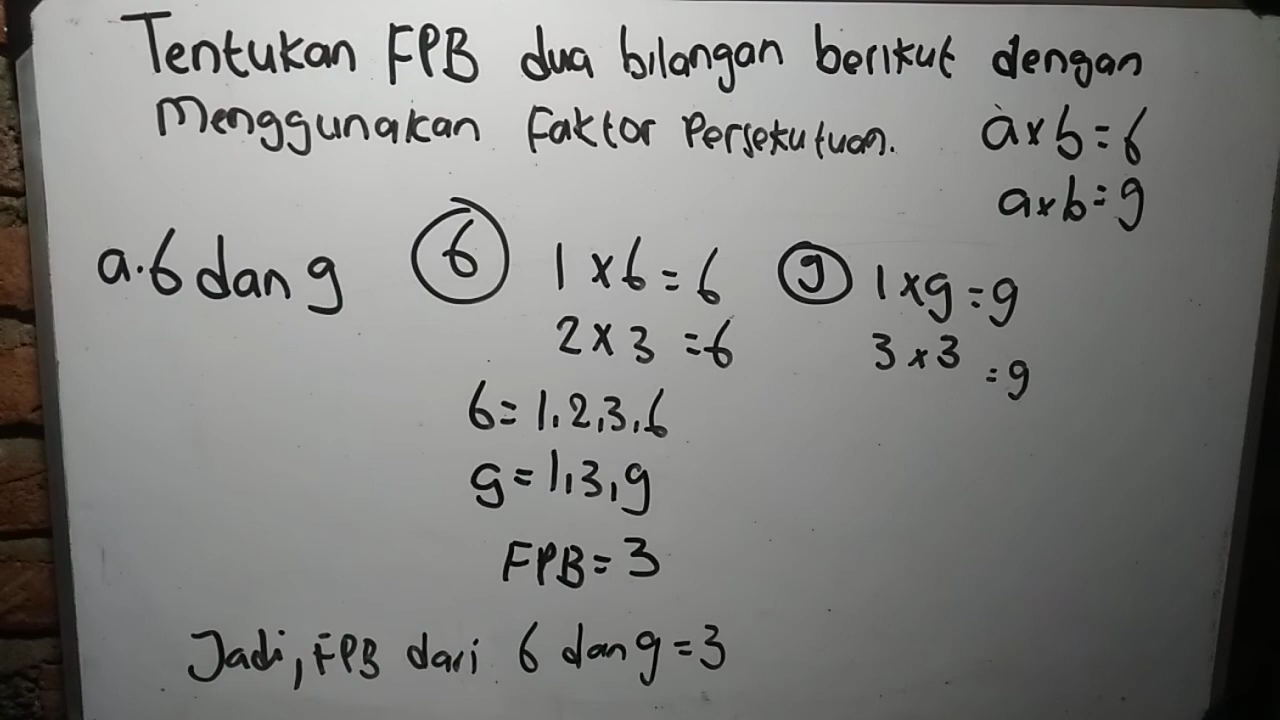 Tentukan FPB dua bilangan berikut dengan
Menggunakan Faktor Persekutuan.
a x b = 6
a x b = 9
a. 6 dan 9
6
1 x 6 = 6
2 x 3 = 6
9
1 x 9 = 9
3 x 3 = 9
6 = 1, 2, 3, 6
9 = 1, 3, 9
FPB = 3
Jadi, FPB dari 6 dan 9 = 3